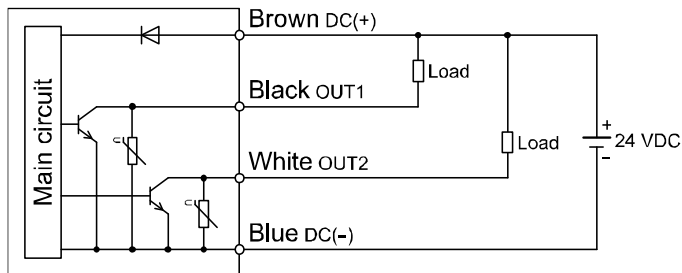 Brown DC(+)
Main circuit
Load
Black OUT1
U
White OUT2
Load
+
24 VDC
−
U
Blue DC(−)